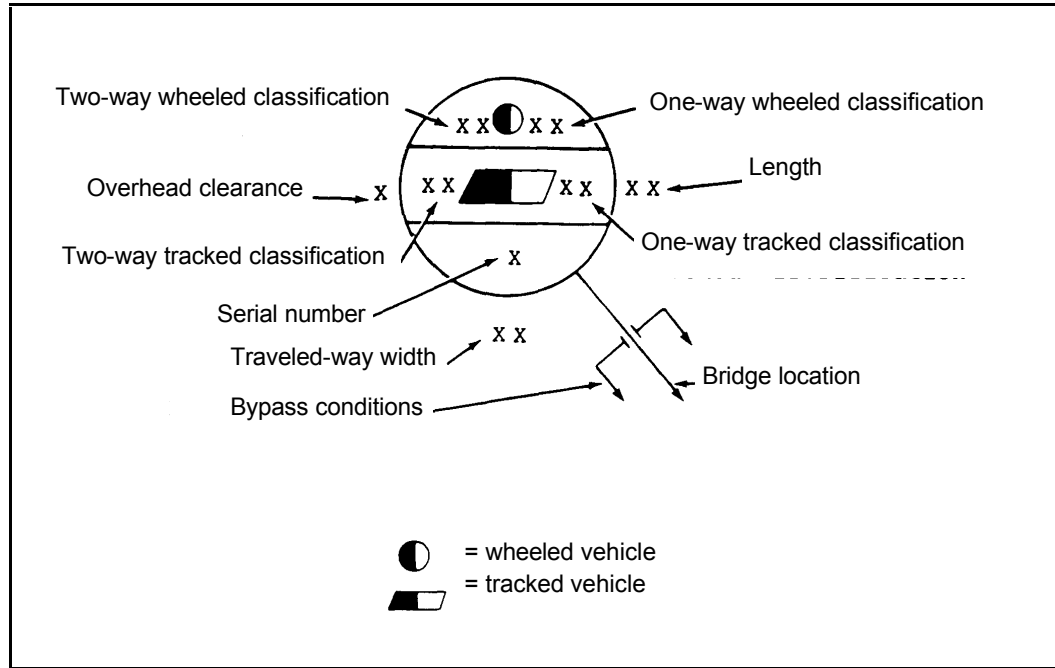 Two-way wheeled classification
One-way wheeled classification
X X X X
Overhead clearance
X
X X X X
X X
Length
Two-way tracked classification
One-way tracked classification
X
Serial number
X X
Traveled-way width
Bridge location
Bypass conditions
= wheeled vehicle
= tracked vehicle